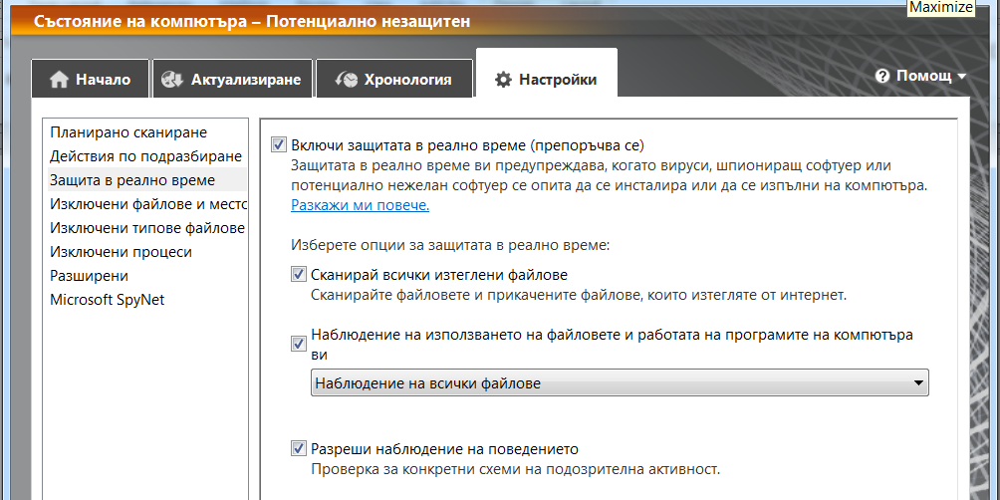 Maximize
Състояние на компютъра – Потенциално незащитен
Начало
Актуализиране
Хронология
Настройки
Помощ
Планирано сканиране
Действия по подразбиране
Защита в реално време
Изключени файлове и место
Изключени типове файлове
Изключени процеси
Разширени
Microsoft SpyNet
Включи защитата в реално време (препоръчва се)
Защитата в реално време ви предупреждава, когато вируси, шпиониращ софтуер или
потенциално нежелан софтуер се опита да се инсталира или да се изпълни на компютъра.
Разкажи ми повече.
Изберете опции за защитата в реално време:
Сканирай всички изтеглени файлове
Сканирайте файловете и прикачените файлове, които изтегляте от интернет.
Наблюдение на използването на файловете и работата на програмите на компютъра
ви
Наблюдение на всички файлове
Разреши наблюдение на поведението
Проверка за конкретни схеми на подозрителна активност.